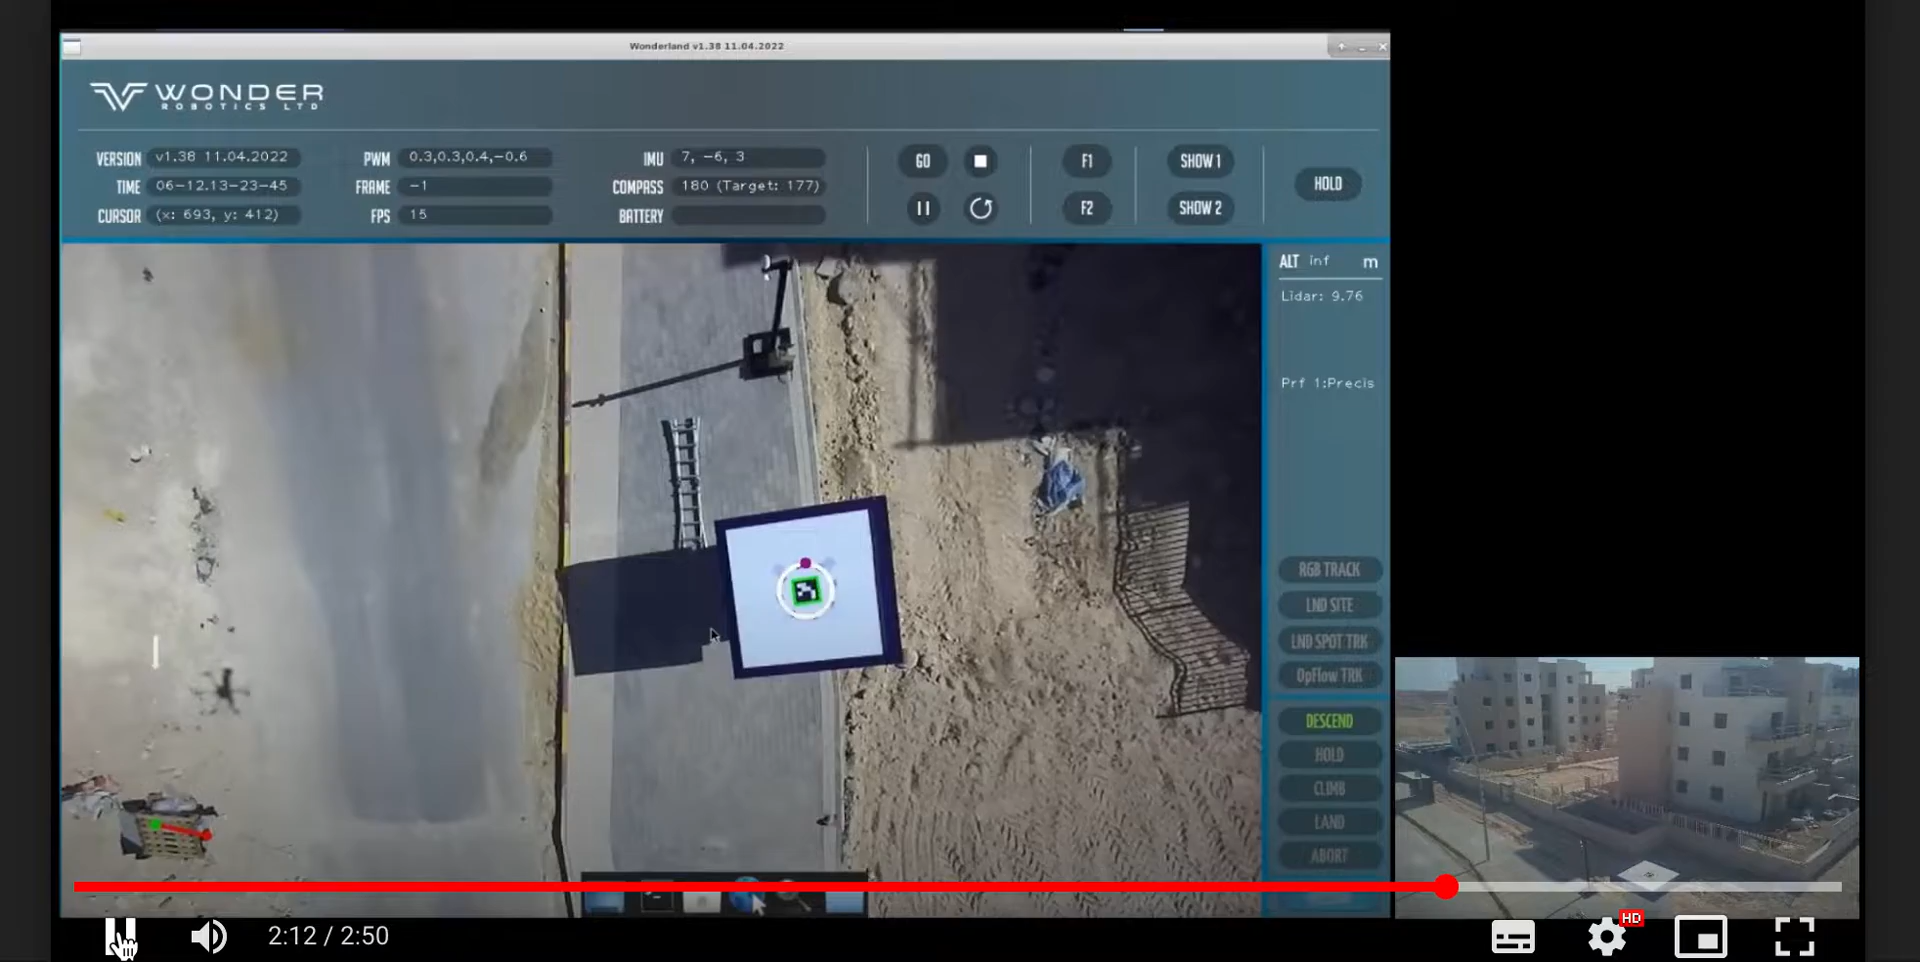 Wonderland v1.38 11.04.2022
WONDER
ROBOTICS LTD
VERSION v1.38 11.04.2022
TIME 06-12.13-23-45
CURSOR (x: 693, y: 412)
PWM 0.3,0.3,0.4,-0.6
FRAME -1
FPS 15
IMU 7, -6, 3
COMPASS 180 (Target: 177)
BATTERY
GO
F1
F2
SHOW 1
SHOW 2
HOLD
ALT inf m
Lidar: 9.76
Prf 1:Precis
RGB TRACK
LND SITE
LND SPOT TRK
OpFlow TRK
DESCEND
HOLD
CLIMB
LAND
ABORT
2:12 / 2:50
HD